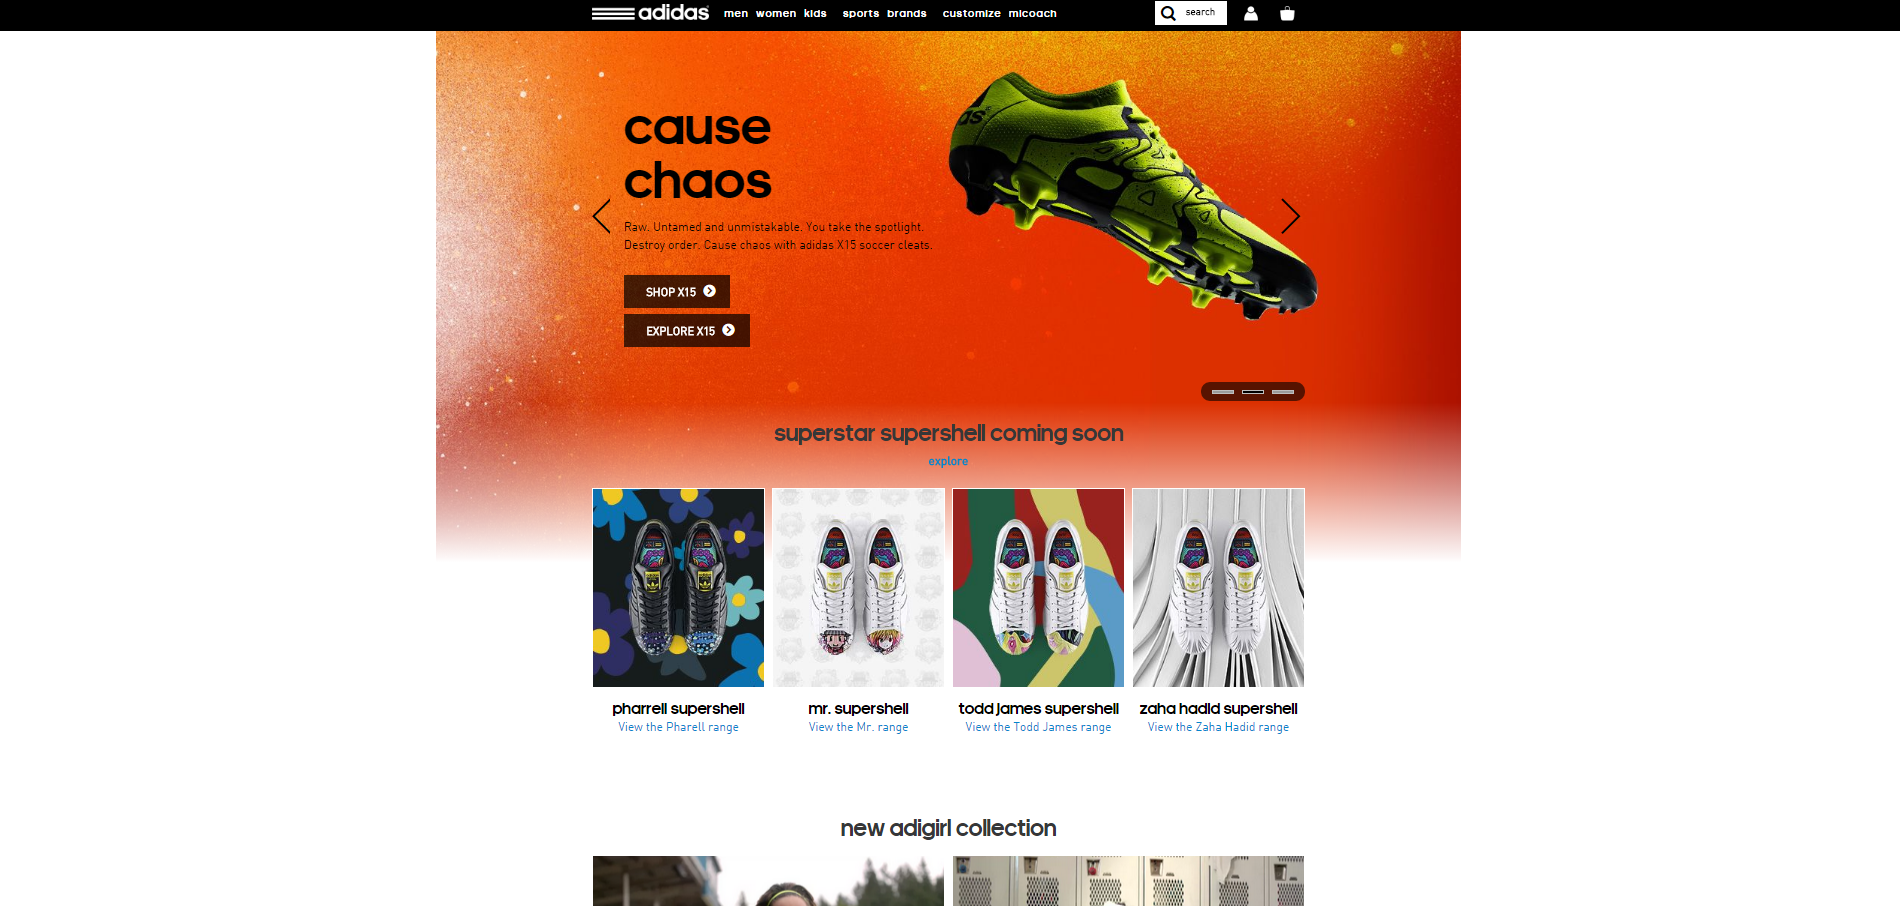 adidas men women kids sports brands customize micoach search
cause
chaos
Raw. Untamed and unmistakable. You take the spotlight.
Destroy order. Cause chaos with adidas X15 soccer cleats.
SHOP X15
EXPLORE X15
superstar supershell coming soon
explore
pharrell supershell mr. supershell todd james supershell zaha hadid supershell
View the Pharell range View the Mr. range View the Todd James range View the Zaha Hadid range
new adigirl collection